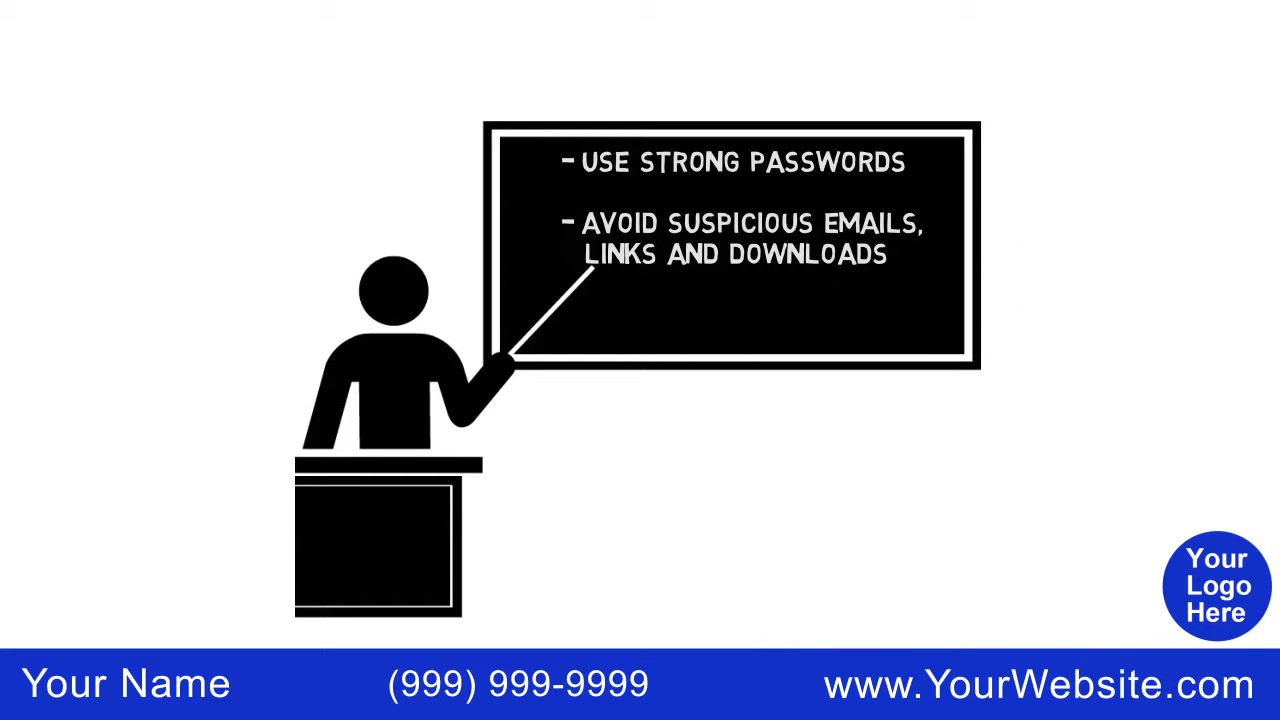 - USE STRONG PASSWORDS
- AVOID SUSPICIOUS EMAILS,
LINKS AND DOWNLOADS
Your
Logo
Here
Your Name
(999) 999-9999
www.YourWebsite.com